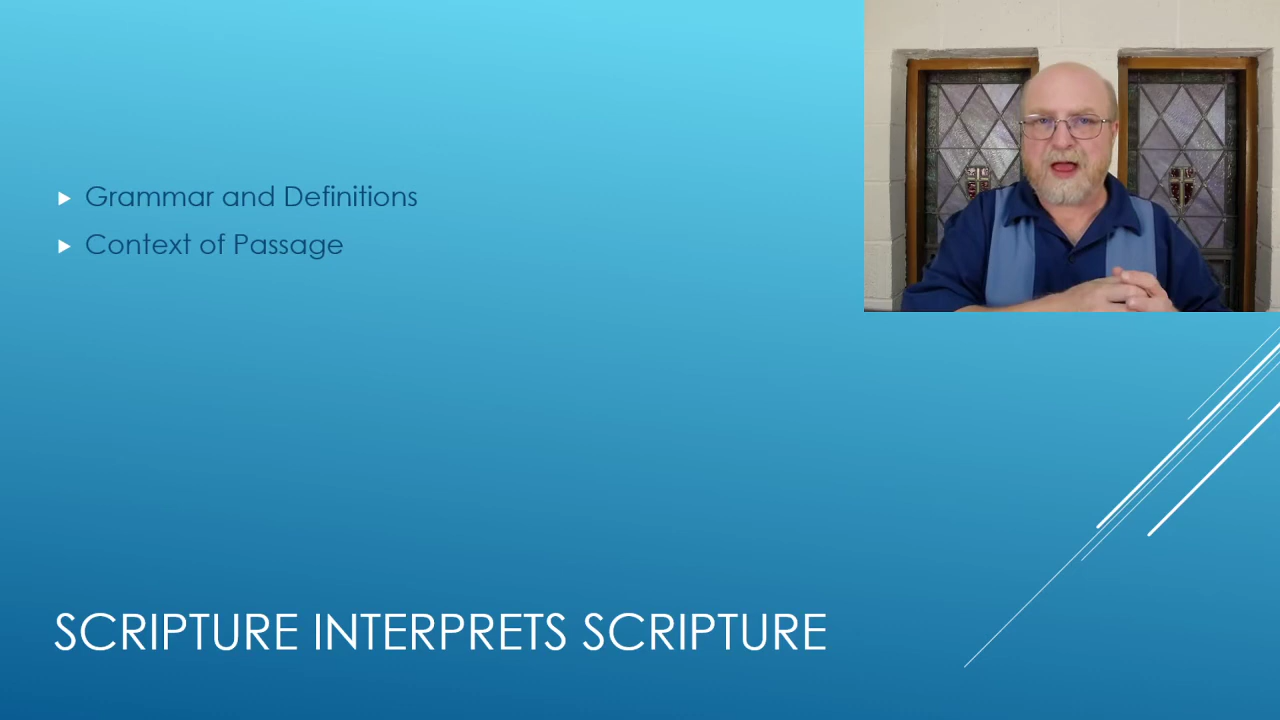 Grammar and Definitions
Context of Passage
SCRIPTURE INTERPRETS SCRIPTURE